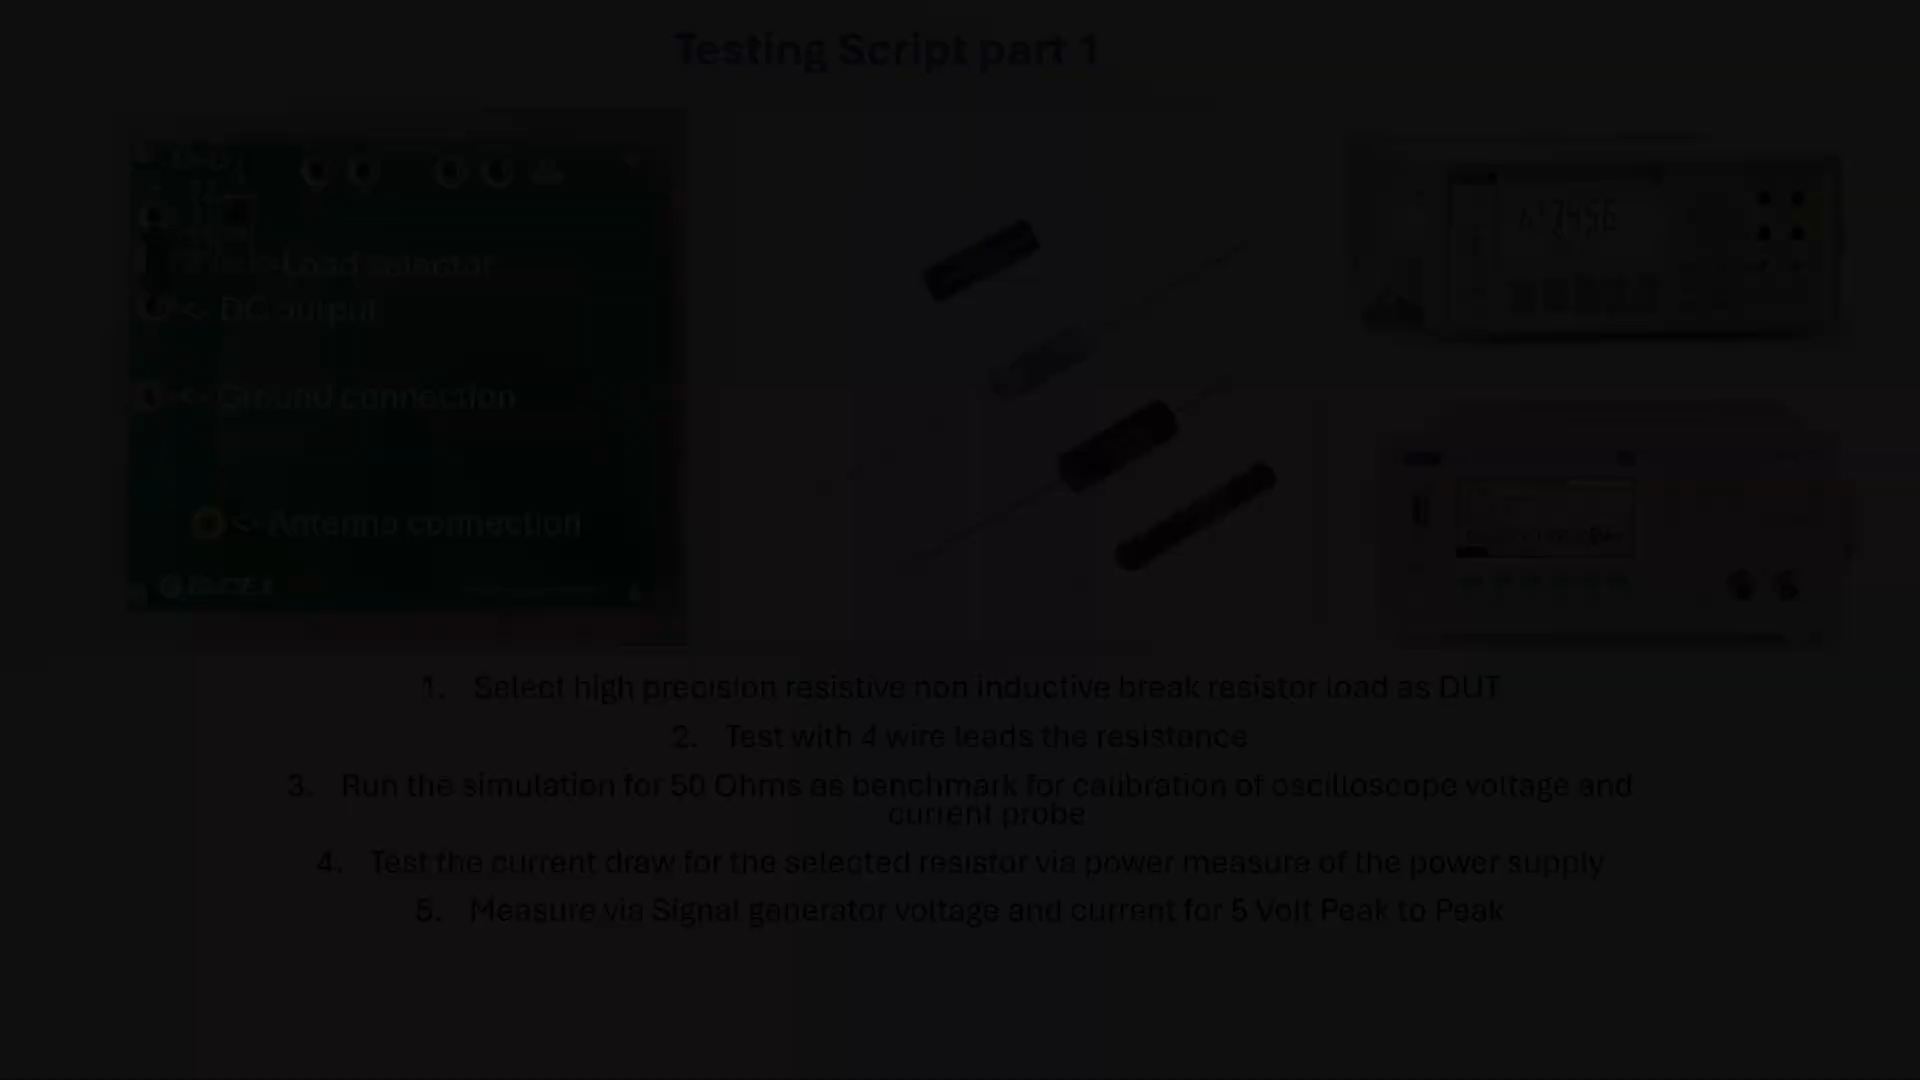 Testing Script part 1
<-Load selector
<- DC output
<- Ground connection
<- Antenna connection
1. Select high precision resistive non inductive break resistor load as DUT
2. Test with 4 wire leads the resistance
3. Run the simulation for 50 Ohms as benchmark for calibration of oscilloscope voltage and
current probe
4. Test the current draw for the selected resistor via power measure of the power supply
5. Measure via Signal generator voltage and current for 5 Volt Peak to Peak